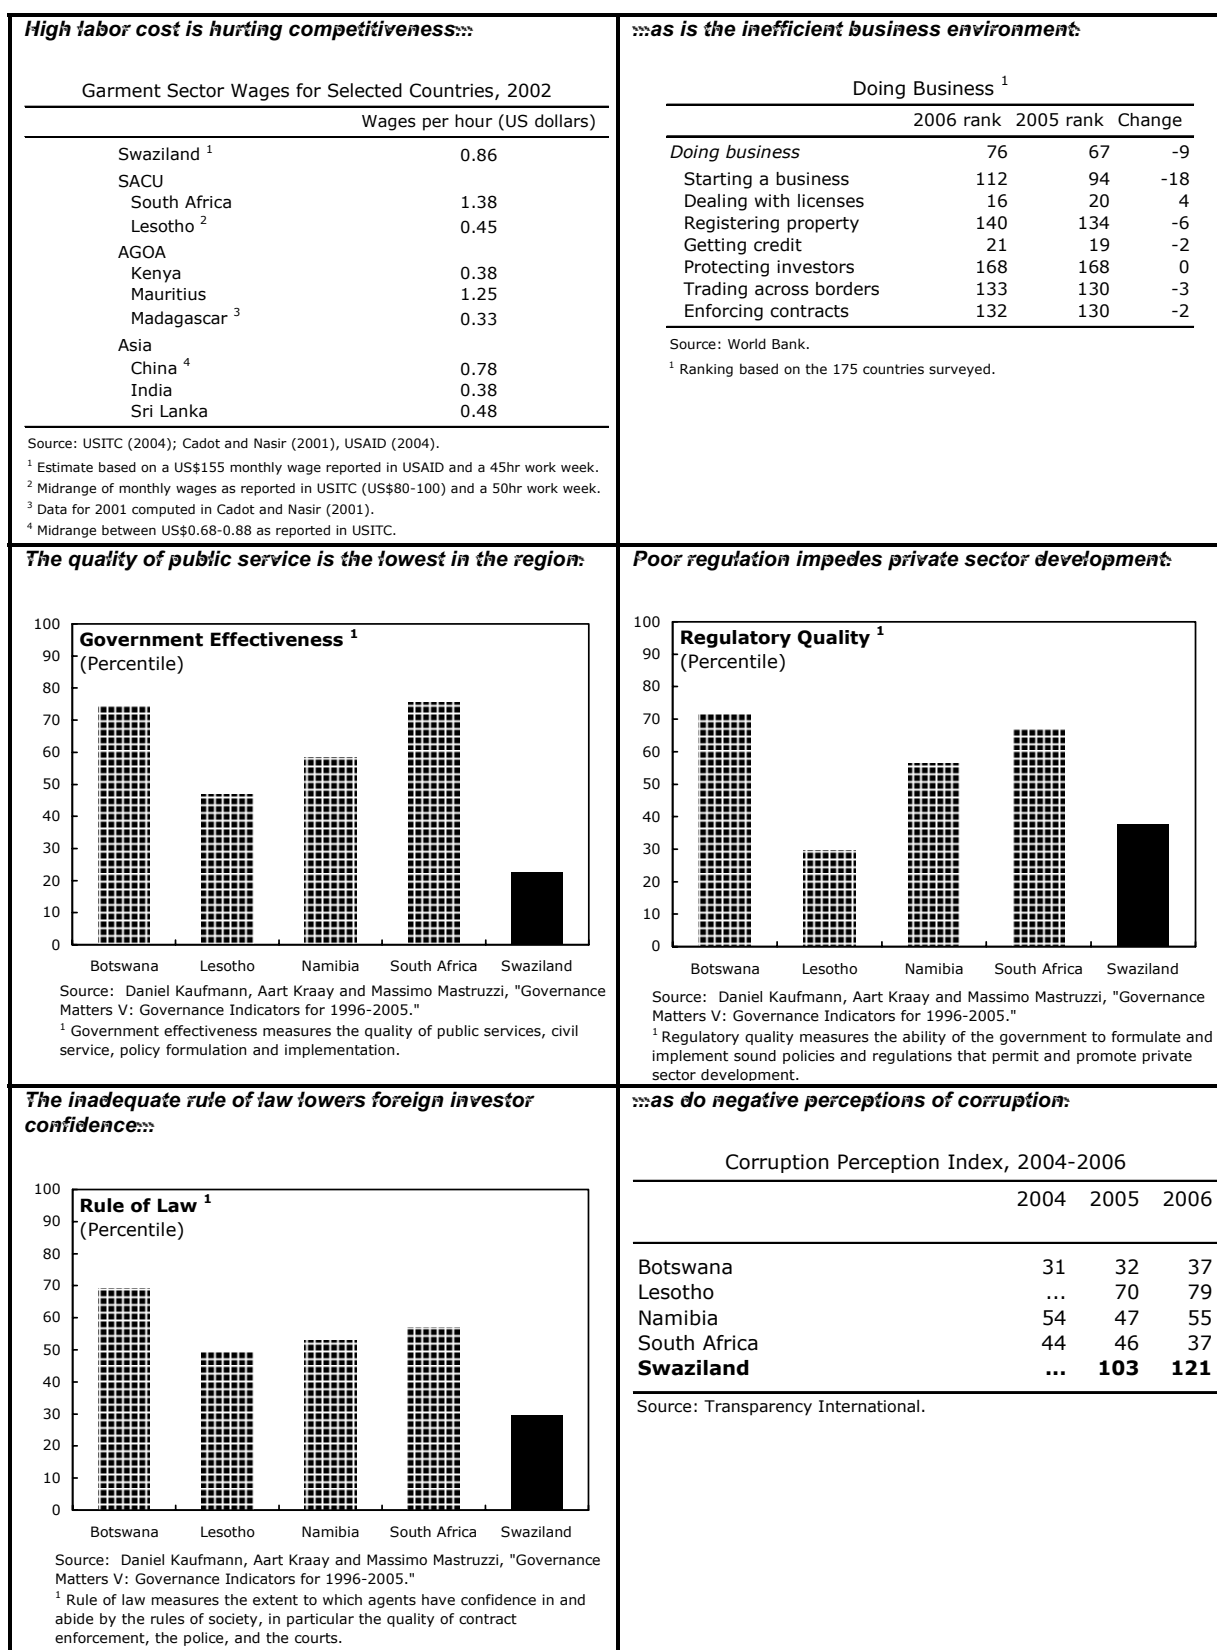 High labor cost is hurting competitiveness...
Garment Sector Wages for Selected Countries, 2002
Wages per hour (US dollars)
Swaziland 1 0.86
SACU
South Africa 1.38
Lesotho 2 0.45
AGOA
Kenya 0.38
Mauritius 1.25
Madagascar 3 0.33
Asia
China 4 0.78
India 0.38
Sri Lanka 0.48
Source: USITC (2004); Cadot and Nasir (2001), USAID (2004).
1 Estimate based on a US$155 monthly wage reported in USAID and a 45hr work week.
2 Midrange of monthly wages as reported in USITC (US$80-100) and a 50hr work week.
3 Data for 2001 computed in Cadot and Nasir (2001).
4 Midrange between US$0.68-0.88 as reported in USITC.
...as is the inefficient business environment.
Doing Business 1
2006 rank 2005 rank Change
Doing business 76 67 -9
Starting a business 112 94 -18
Dealing with licenses 16 20 4
Registering property 140 134 -6
Getting credit 21 19 -2
Protecting investors 168 168 0
Trading across borders 133 130 -3
Enforcing contracts 132 130 -2
Source: World Bank.
1 Ranking based on the 175 countries surveyed.
The quality of public service is the lowest in the region.
Government Effectiveness 1
(Percentile)
100
90
80
70
60
50
40
30
20
10
0
Botswana Lesotho Namibia South Africa Swaziland
Source: Daniel Kaufmann, Aart Kraay and Massimo Mastruzzi, "Governance
Matters V: Governance Indicators for 1996-2005."
1 Government effectiveness measures the quality of public services, civil
service, policy formulation and implementation.
Poor regulation impedes private sector development.
Regulatory Quality 1
(Percentile)
100
90
80
70
60
50
40
30
20
10
0
Botswana Lesotho Namibia South Africa Swaziland
Source: Daniel Kaufmann, Aart Kraay and Massimo Mastruzzi, "Governance
Matters V: Governance Indicators for 1996-2005."
1 Regulatory quality measures the ability of the government to formulate and
implement sound policies and regulations that permit and promote private
sector development.
The inadequate rule of law lowers foreign investor
confidence...
Rule of Law 1
(Percentile)
100
90
80
70
60
50
40
30
20
10
0
Botswana Lesotho Namibia South Africa Swaziland
Source: Daniel Kaufmann, Aart Kraay and Massimo Mastruzzi, "Governance
Matters V: Governance Indicators for 1996-2005."
1 Rule of law measures the extent to which agents have confidence in and
abide by the rules of society, in particular the quality of contract
enforcement, the police, and the courts.
...as do negative perceptions of corruption.
Corruption Perception Index, 2004-2006
2004 2005 2006
Botswana 31 32 37
Lesotho ... 70 79
Namibia 54 47 55
South Africa 44 46 37
Swaziland ... 103 121
Source: Transparency International.